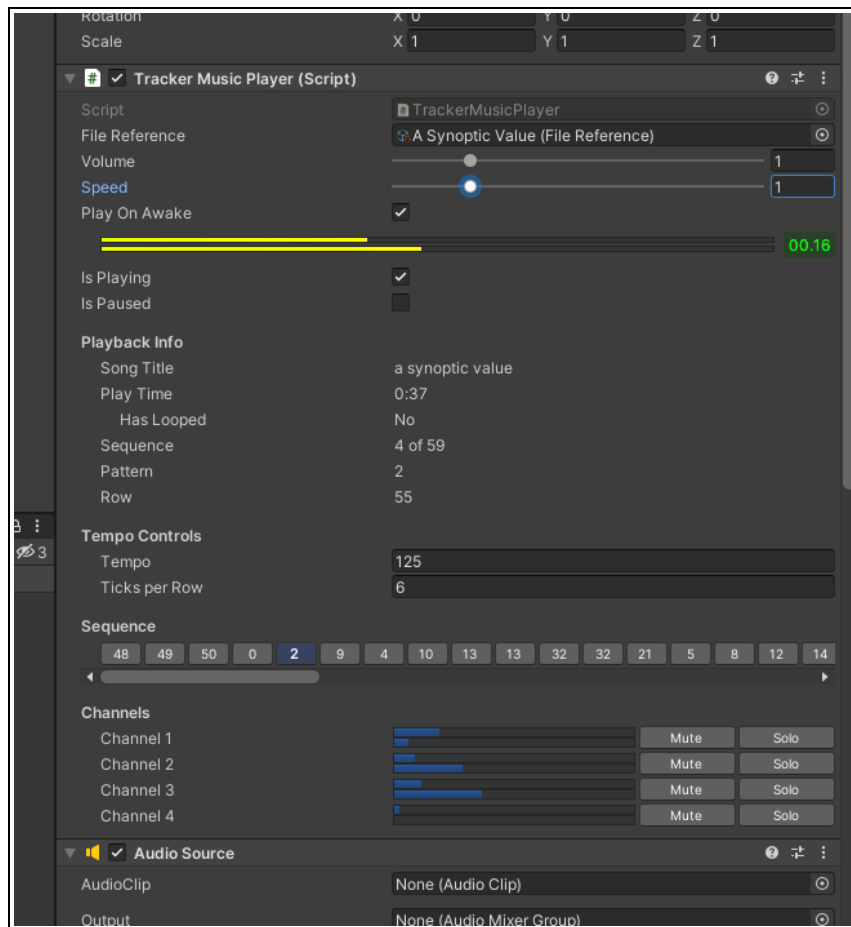 Rotation X 0 Y 0 Z 0
Scale X 1 Y 1 Z 1
# Tracker Music Player (Script)
Script TrackerMusicPlayer
File Reference A Synoptic Value (File Reference)
Volume 1
Speed 1
Play On Awake
00.16
Is Playing
Is Paused
Playback Info
Song Title a synoptic value
Play Time 0:37
Has Looped No
Sequence 4 of 59
Pattern 2
Row 55
3
Tempo Controls
Tempo 125
Ticks per Row 6
Sequence
48 49 50 0 2 9 4 10 13 13 32 32 21 5 8 12 14
Channels
Channel 1 Mute Solo
Channel 2 Mute Solo
Channel 3 Mute Solo
Channel 4 Mute Solo
Audio Source
AudioClip None (Audio Clip)
Output None (Audio Mixer Group)